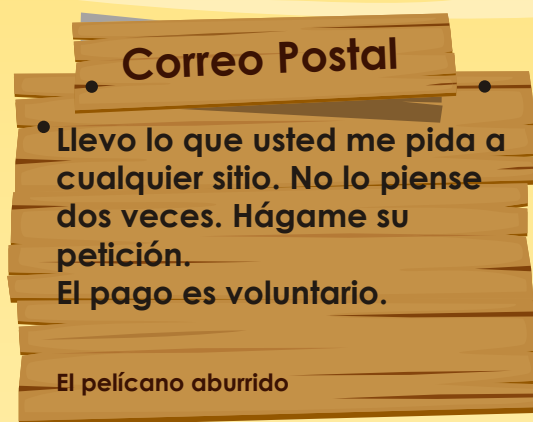 Correo Postal
Llevo lo que usted me pida a
cualquier sitio. No lo piense
dos veces. Hágame su
petición.
El pago es voluntario.
El pelícano aburrido